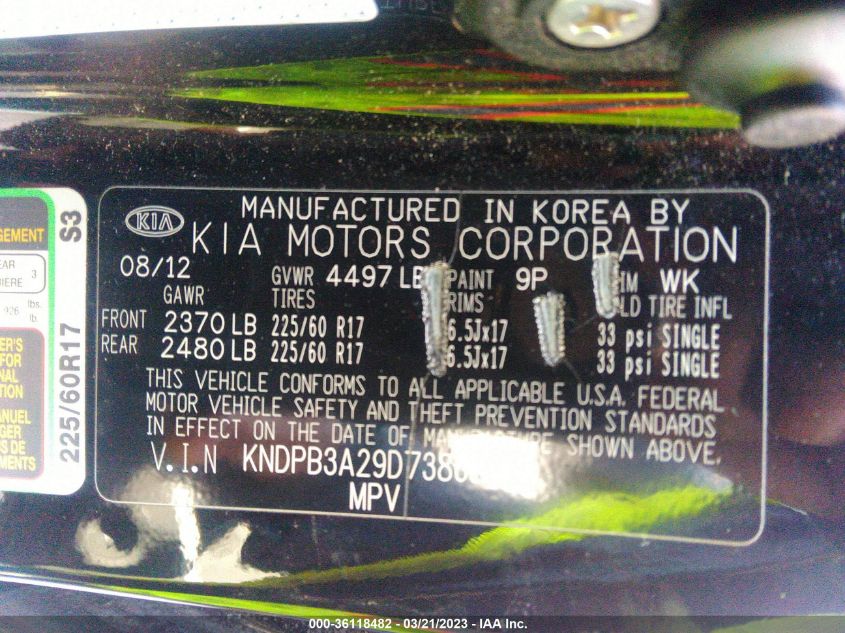 KIA
MANUFACTURED IN KOREA BY
KIA MOTORS CORPORATION
08/12 GVWR 4497 LB PAINT 9P WK
GAWR TIRES RIMS TIRE INFL
FRONT 2370 LB 225/60 R17 6.5Jx17 33 psi SINGLE
REAR 2480 LB 225/60 R17 6.5Jx17 33 psi SINGLE
THIS VEHICLE CONFORMS TO ALL APPLICABLE U.S.A. FEDERAL
MOTOR VEHICLE SAFETY AND THEFT PREVENTION STANDARDS
IN EFFECT ON THE DATE OF MANUFACTURE SHOWN ABOVE.
V.I.N
MPV
S3
225/60R17
3
926 lbs.
000-36118482 - 03/21/2023 - IAA Inc.